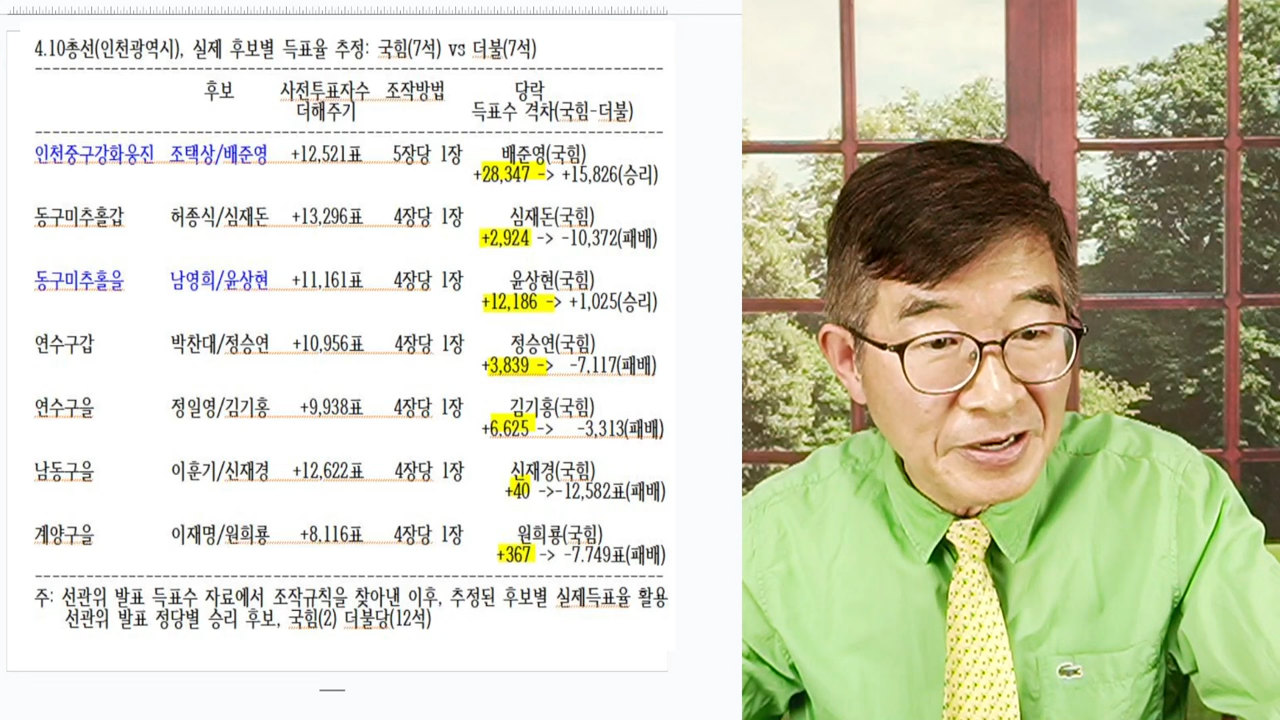 4.10총선(인천광역시), 실제 후보별 득표율 추정: 국힘(7석) vs 더불(7석)
후보 사전투표자수 조작방법 당락
더해주기 득표수 격차(국힘-더불)
인천중구강화옹진 조택상/배준영 +12,521표 5장당 1장 배준영(국힘)
+28,347 -> +15,826(승리)
동구미추홀갑 허종식/심재돈 +13,296표 4장당 1장 심재돈(국힘)
+2,924 -> -10,372(패배)
동구미추홀을 남영희/윤상현 +11,161표 4장당 1장 윤상현(국힘)
+12,186 -> +1,025(승리)
연수구갑 박찬대/정승연 +10,956표 4장당 1장 정승연(국힘)
+3,839 -> -7,117(패배)
연수구을 정일영/김기흥 +9,938표 4장당 1장 김기흥(국힘)
+6,625 -> -3,313(패배)
남동구을 이훈기/신재경 +12,622표 4장당 1장 신재경(국힘)
+40 ->-12,582표(패배)
계양구을 이재명/원희룡 +8,116표 4장당 1장 원희룡(국힘)
+367 -> -7.749표(패배)
주: 선관위 발표 득표수 자료에서 조작규칙을 찾아낸 이후, 추정된 후보별 실제득표율 활용
선관위 발표 정당별 승리 후보, 국힘(2) 더불당(12석)